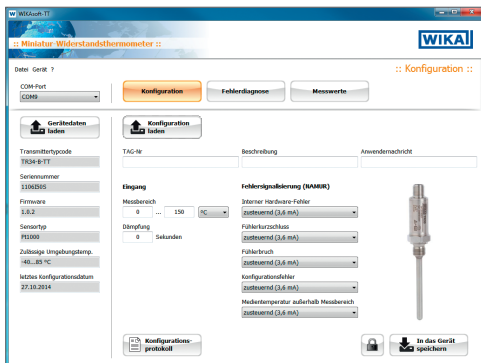 WIKAsoft-TT
:: Miniatur-Widerstandsthermometer ::
WIKA
Datei Gerät ?
:: Konfiguration ::
COM-Port
COM9
Konfiguration
Fehlerdiagnose
Messwerte
Gerätedaten
laden
Konfiguration
laden
Transmittertypcode
TR34-B-TT
TAG-Nr
Beschreibung
Anwendernachricht
Seriennummer
1106I505
Firmware
1.0.2
Sensortyp
Pt1000
Zulässige Umgebungstemp.
-40...85 °C
letztes Konfigurationsdatum
27.10.2014
Eingang
Messbereich
0 ... 150 °C
Dämpfung
0 Sekunden
Fehlersignalisierung (NAMUR)
Interner Hardware-Fehler
zusteuernd (3,6 mA)
Fühlerkurzschluss
zusteuernd (3,6 mA)
Fühlerbruch
zusteuernd (3,6 mA)
Konfigurationsfehler
zusteuernd (3,6 mA)
Medientemperatur außerhalb Messbereich
zusteuernd (3,6 mA)
Konfigurations-
protokoll
In das Gerät
speichern